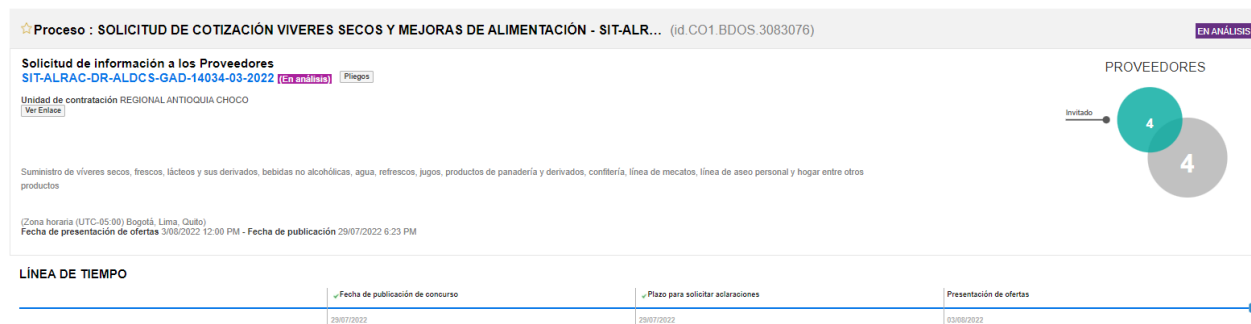 Proceso : SOLICITUD DE COTIZACIÓN VIVERES SECOS Y MEJORAS DE ALIMENTACIÓN - SIT-ALR... (id.CO1.BDOS.3083076)
EN ANÁLISIS
Solicitud de información a los Proveedores
SIT-ALRAC-DR-ALDCS-GAD-14034-03-2022 (En análisis) Pliegos
Unidad de contratación REGIONAL ANTIOQUIA CHOCO
Ver Enlace
PROVEEDORES
Invitado
4
4
Suministro de víveres secos, frescos, lácteos y sus derivados, bebidas no alcohólicas, agua, refrescos, jugos, productos de panadería y derivados, confitería, línea de mecatos, línea de aseo personal y hogar entre otros
productos
(Zona horaria (UTC-05:00) Bogotá, Lima, Quito)
Fecha de presentación de ofertas 3/08/2022 12:00 PM - Fecha de publicación 29/07/2022 6:23 PM
LÍNEA DE TIEMPO
Fecha de publicación de concurso
Plazo para solicitar aclaraciones
Presentación de ofertas
29/07/2022
29/07/2022
03/08/2022